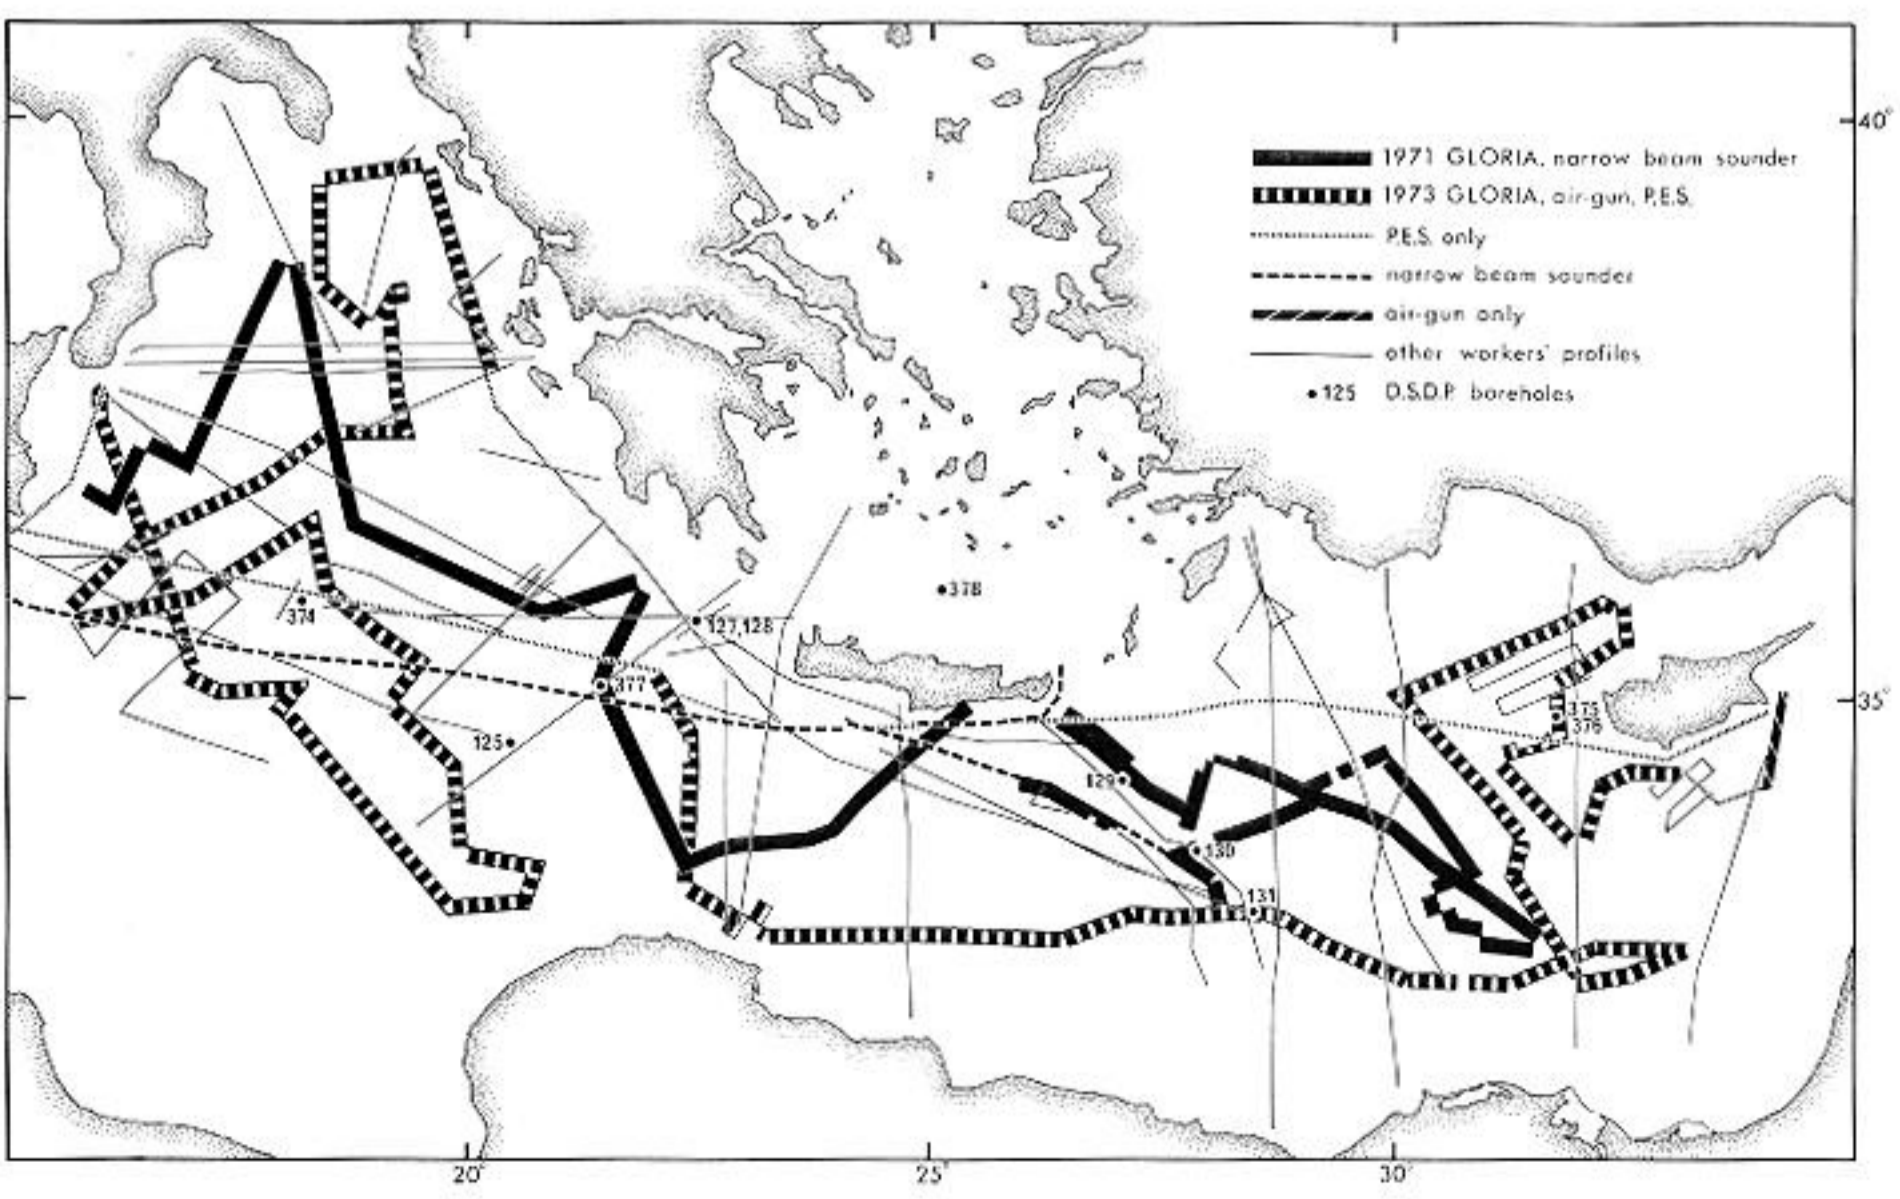 40°
1971 GLORIA, narrow beam sounder
1973 GLORIA, air-gun, P.E.S.
P.E.S. only
narrow beam sounder
air-gun only
other workers' profiles
•125 D.S.D.P. boreholes
•378
374
127,128
377
35°
375
376
125•
129•
•130
131
20°
25°
30°